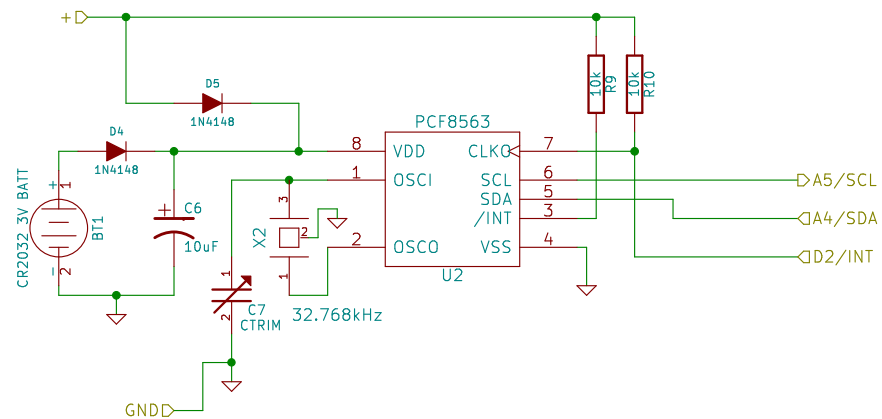 +
D5
1N4148
10k
R9
10k
R10
PCF8563
D4
1N4148
8
VDD
CLKO
7
1
OSCI
SCL
6
A5/SCL
SDA
5
/INT
3
A4/SDA
2
OSCO
VSS
4
D2/INT
U2
CR2032 3V BATT
+
1
BT1
−
2
+
C6
10uF
3
X2
2
1
32.768kHz
1
C7
CTRIM
2
GND